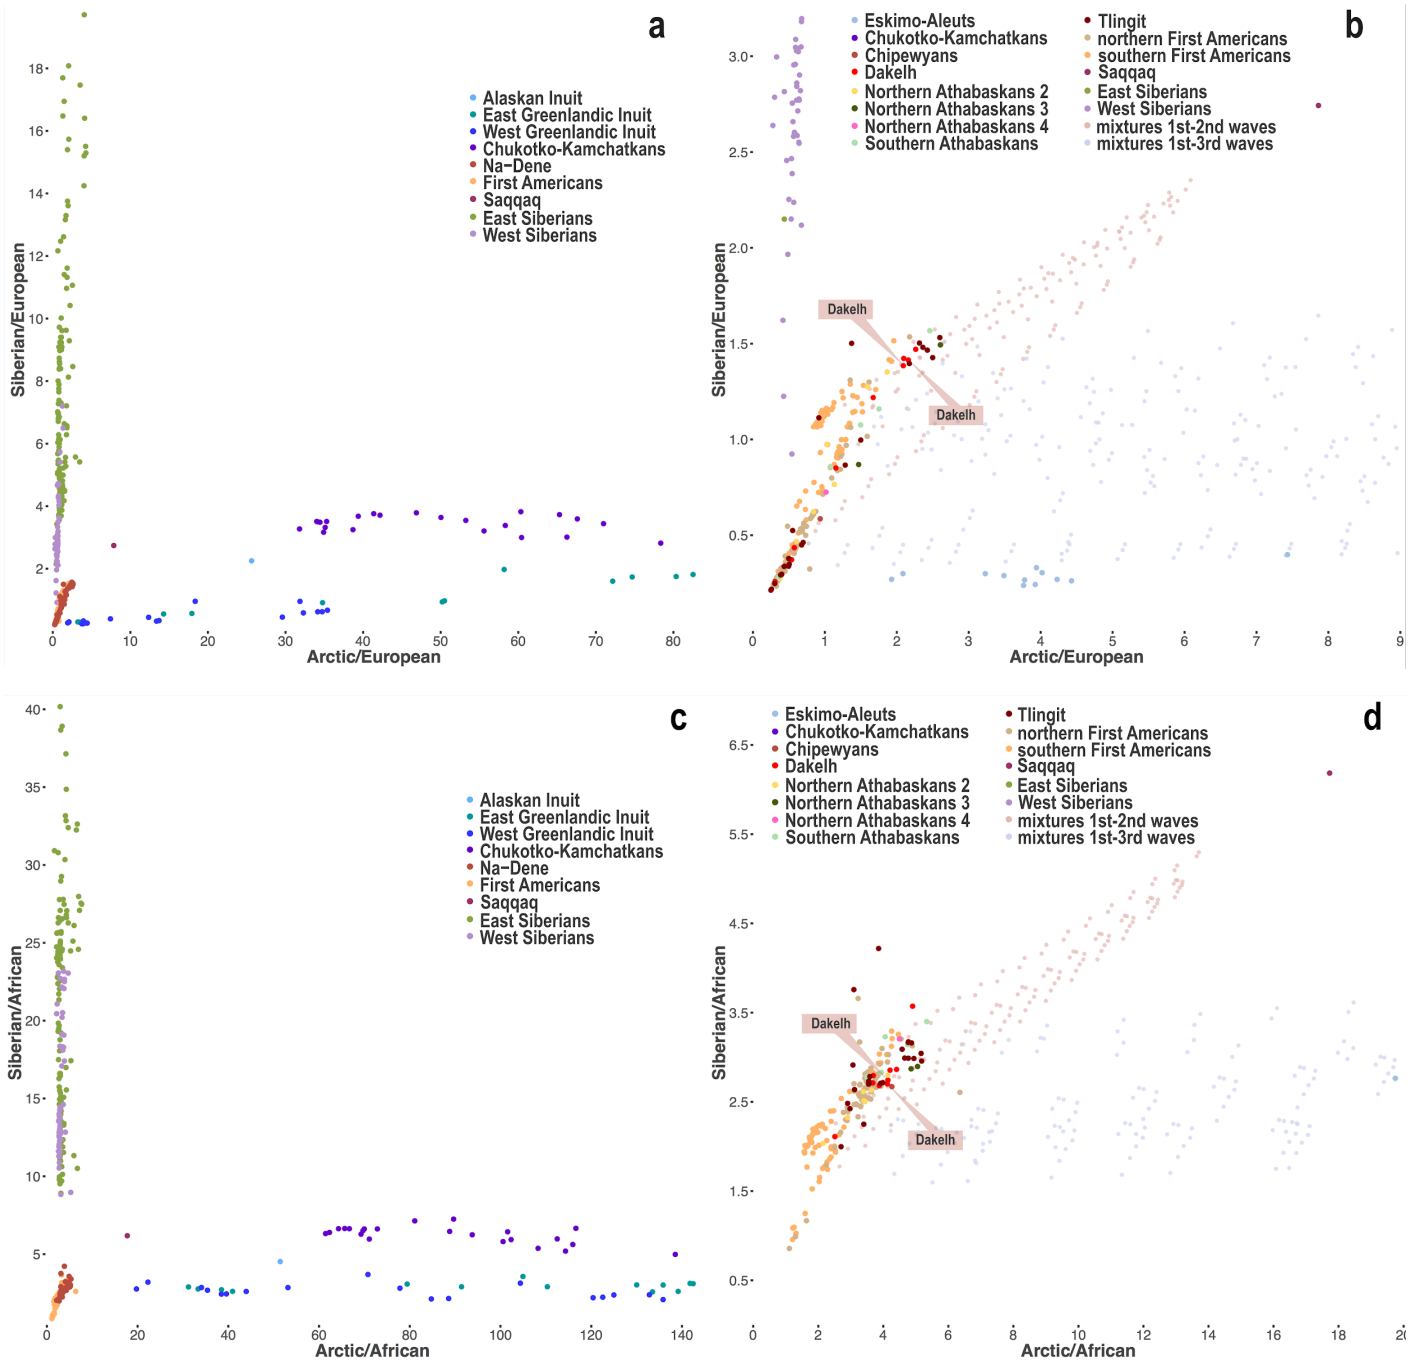 a
Siberian/European
18
16
14
12
10
8
6
4
2
0
10
20
30
40
50
60
70
80
Arctic/European
Alaskan Inuit
East Greenlandic Inuit
West Greenlandic Inuit
Chukotko-Kamchatkans
Na−Dene
First Americans
Saqqaq
East Siberians
West Siberians
b
Siberian/European
3.0
2.5
2.0
1.5
1.0
0.5
0
1
2
3
4
5
6
7
8
9
Arctic/European
Eskimo-Aleuts
Chukotko-Kamchatkans
Chipewyans
Dakelh
Northern Athabaskans 2
Northern Athabaskans 3
Northern Athabaskans 4
Southern Athabaskans
Tlingit
northern First Americans
southern First Americans
Saqqaq
East Siberians
West Siberians
mixtures 1st-2nd waves
mixtures 1st-3rd waves
Dakelh
Dakelh
c
Siberian/African
40
35
30
25
20
15
10
5
0
20
40
60
80
100
120
140
Arctic/African
Alaskan Inuit
East Greenlandic Inuit
West Greenlandic Inuit
Chukotko-Kamchatkans
Na−Dene
First Americans
Saqqaq
East Siberians
West Siberians
d
Siberian/African
6.5
5.5
4.5
3.5
2.5
1.5
0.5
0
2
4
6
8
10
12
14
16
18
20
Arctic/African
Eskimo-Aleuts
Chukotko-Kamchatkans
Chipewyans
Dakelh
Northern Athabaskans 2
Northern Athabaskans 3
Northern Athabaskans 4
Southern Athabaskans
Tlingit
northern First Americans
southern First Americans
Saqqaq
East Siberians
West Siberians
mixtures 1st-2nd waves
mixtures 1st-3rd waves
Dakelh
Dakelh